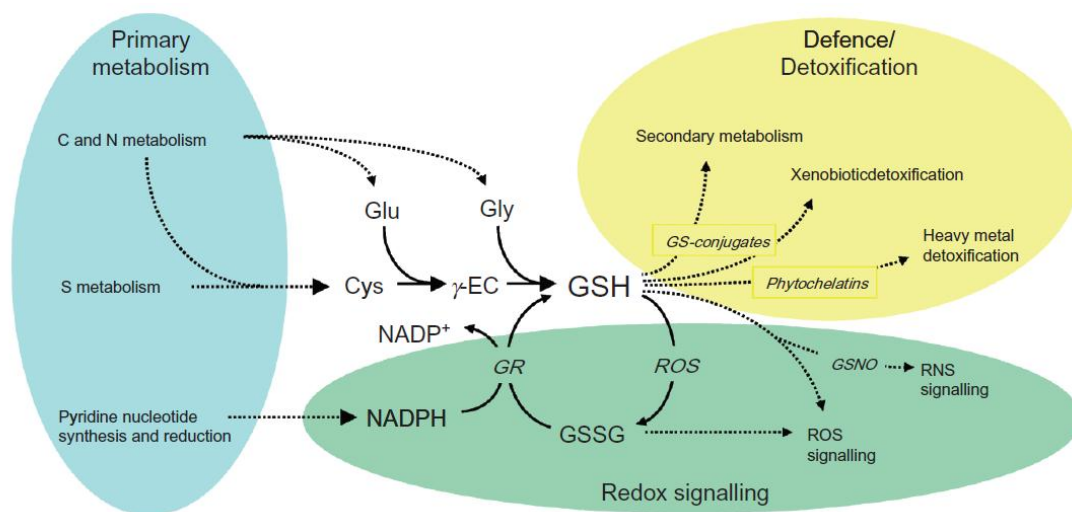 Primary
metabolism
Defence/
Detoxification
C and N metabolism
Secondary metabolism
Xenobioticdetoxification
Glu
Gly
GS-conjugates
Heavy metal
detoxification
S metabolism
Cys
γ-EC
GSH
Phytochelatins
NADP+
GR
ROS
GSNO
RNS
signalling
Pyridine nucleotide
synthesis and reduction
NADPH
GSSG
ROS
signalling
Redox signalling